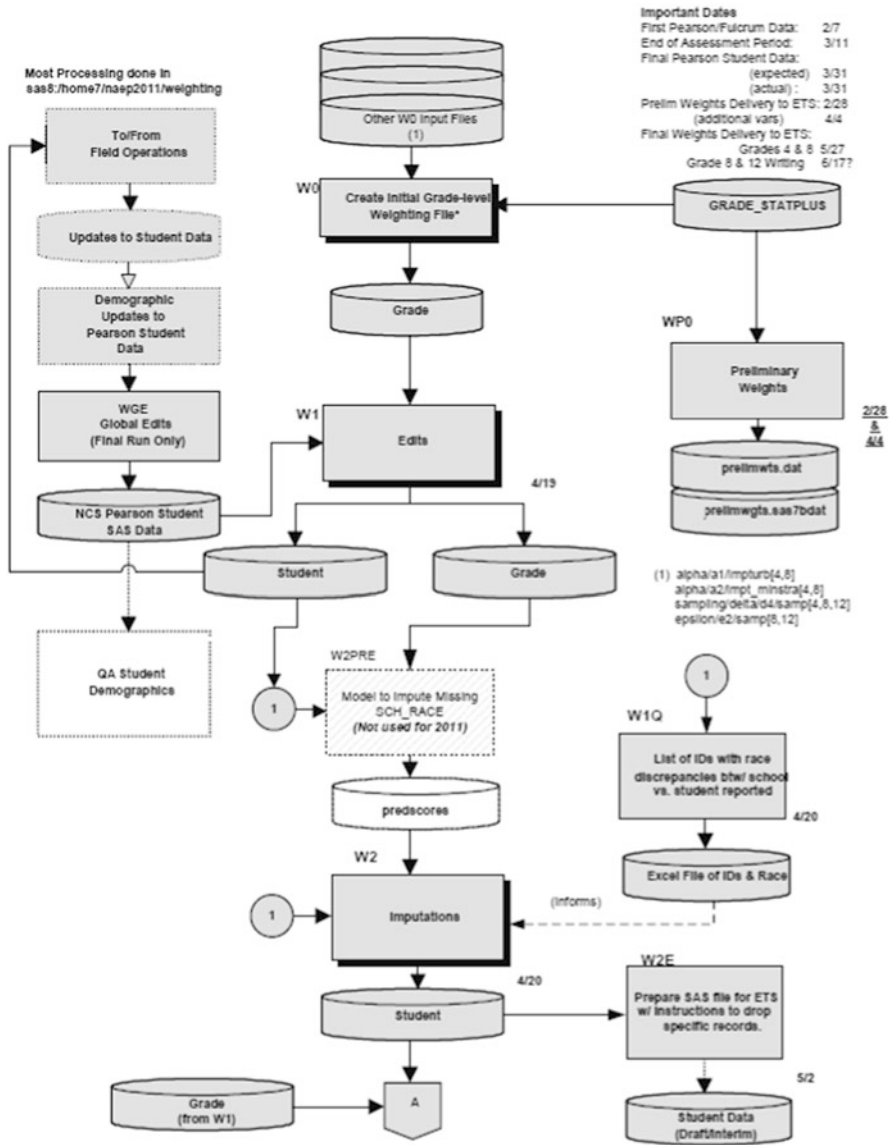 Important Dates
First Pearson/Fulcrum Data: 2/7
End of Assessment Period: 3/11
Final Pearson Student Data:
(expected) 3/31
(actual) : 3/31
Prelim Weights Delivery to ETS: 2/28
(additional vars) 4/4
Final Weights Delivery to ETS:
Grades 4 & 8 5/27
Grade 8 & 12 Writing 6/17?
Most Processing done in
sas8:/home7/naep2011/weighting
To/From
Field Operations
Updates to Student Data
Demographic
Updates to
Pearson Student
Data
WGE
Global Edits
(Final Run Only)
NCS Pearson Student
SAS Data
QA Student
Demographics
Other W0 Input Files
(1)
W0
Create Initial Grade-level
Weighting File*
GRADE_STATPLUS
Grade
WP0
Preliminary
Weights
2/28
&
4/4
prelimwts.dat
prelimwgts.sas7bdat
W1
Edits
4/19
Student
Grade
(1) alpha/a1/impturb[4,8]
alpha/a2/impt_minstra[4,8]
sampling/delta/d4/samp[4,8,12]
epsilon/e2/samp[8,12]
W2PRE
1
Model to Impute Missing
SCH_RACE
(Not used for 2011)
predscores
1
W1Q
List of IDs with race
discrepancies btw/ school
vs. student reported
4/20
Excel File of IDs & Race
W2
1
Imputations
(Informs)
4/20
Student
W2E
Prepare SAS file for ETS
w/ Instructions to drop
specific records.
5/2
Student Data
(Draft/Interim)
Grade
(from W1)
A